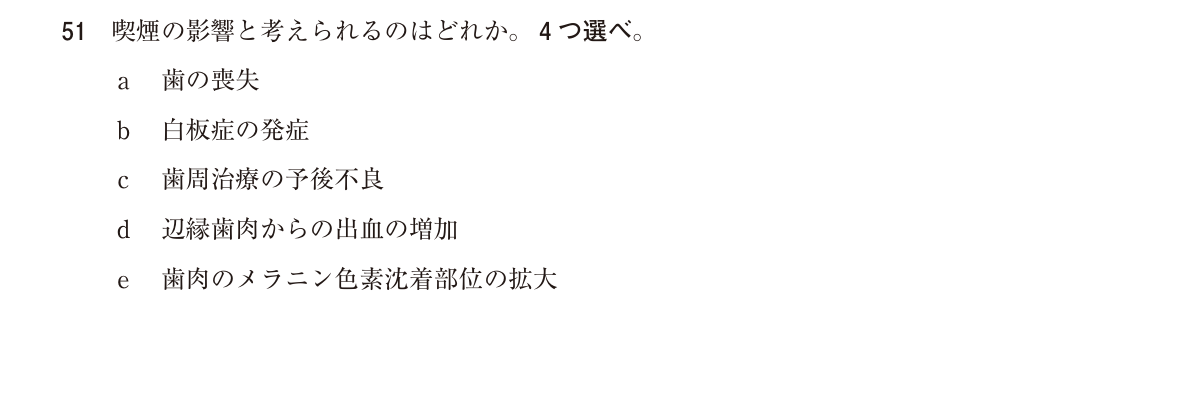 51 喫煙の影響と考えられるのはどれか。4つ選べ。
a 歯の喪失
b 白板症の発症
c 歯周治療の予後不良
d 辺縁歯肉からの出血の増加
e 歯肉のメラニン色素沈着部位の拡大